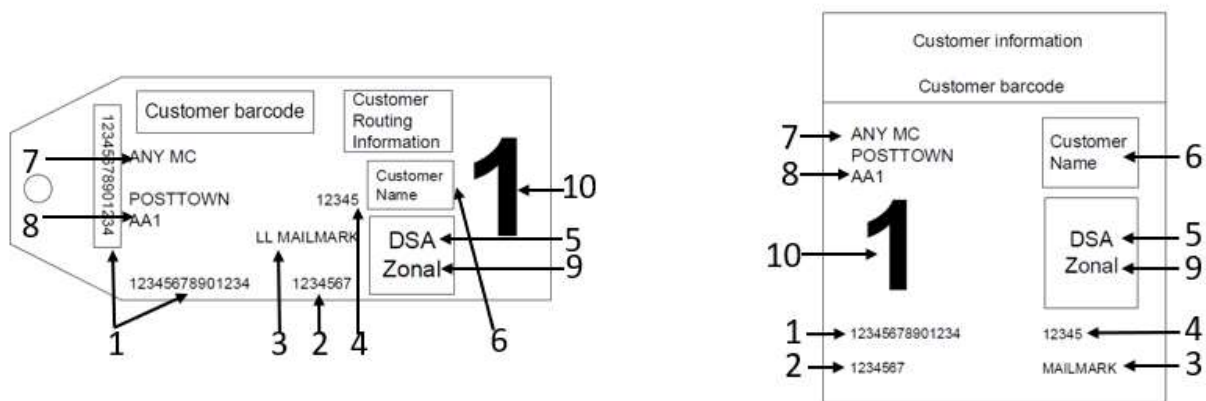 Customer barcode
Customer
Routing
Information
12345678901234
7
ANY MC
8
POSTTOWN
AA1
12345
Customer
Name
1
10
LL MAILMARK
DSA
5
Zonal
9
12345678901234
1234567
1
3
2
4
6
Customer information
Customer barcode
7
ANY MC
POSTTOWN
8
AA1
Customer
Name
6
10
1
DSA
5
Zonal
9
1
12345678901234
12345
4
2
1234567
MAILMARK
3